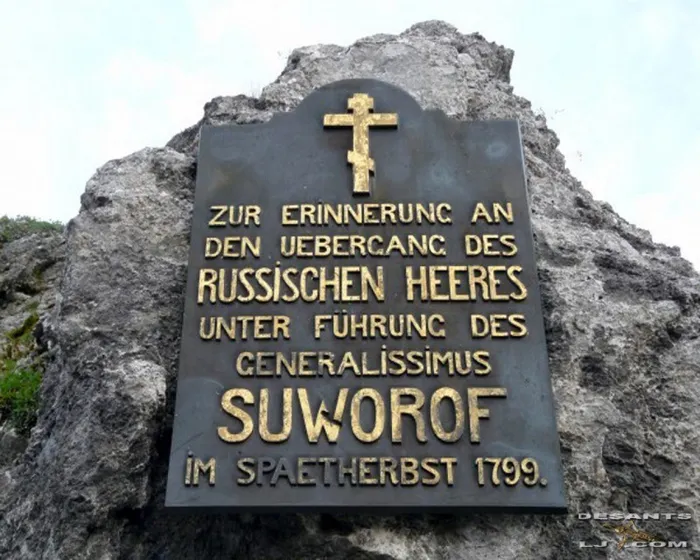 ZUR ERINNERUNG AN
DEN UEBERGANG DES
RUSSISCHEN HEERES
UNTER FÜHRUNG DES
GENERALISSIMUS
SUWOROF
IM SPAETHERBST 1799.
DESANTS
LJ.COM